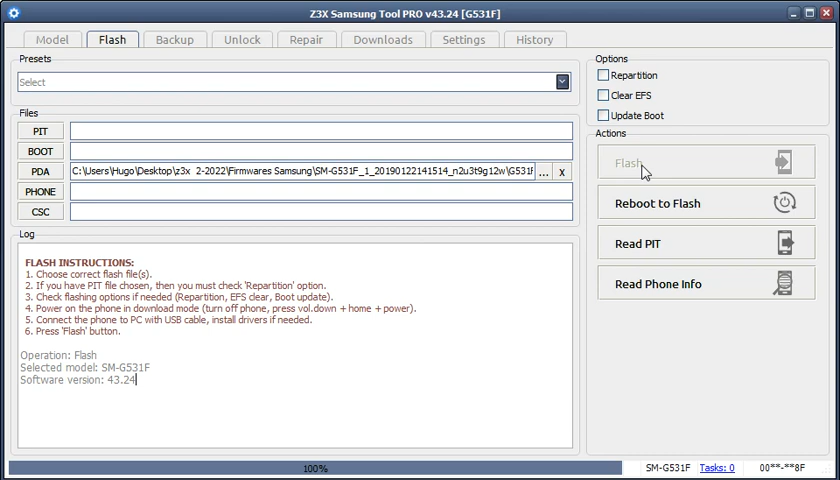 Z3X Samsung Tool PRO v43.24 [G531F]
Model Flash Backup Unlock Repair Downloads Settings History
Presets
Select
Files
PIT
BOOT
PDA C:\Users\Hugo\Desktop\z3x 2-2022\Firmwares Samsung\SM-G531F_1_20190122141514_n2u3t9g12w\G531F ... x
PHONE
CSC
Log
FLASH INSTRUCTIONS:
1. Choose correct flash file(s).
2. If you have PIT file chosen, then you must check 'Repartition' option.
3. Check flashing options if needed (Repartition, EFS clear, Boot update).
4. Power on the phone in download mode (turn off phone, press vol.down + home + power).
5. Connect the phone to PC with USB cable, install drivers if needed.
6. Press 'Flash' button.
Operation: Flash
Selected model: SM-G531F
Software version: 43.24
Options
Repartition
Clear EFS
Update Boot
Actions
Flash
Reboot to Flash
Read PIT
Read Phone Info
100%
SM-G531F Tasks: 0 00**-**8F